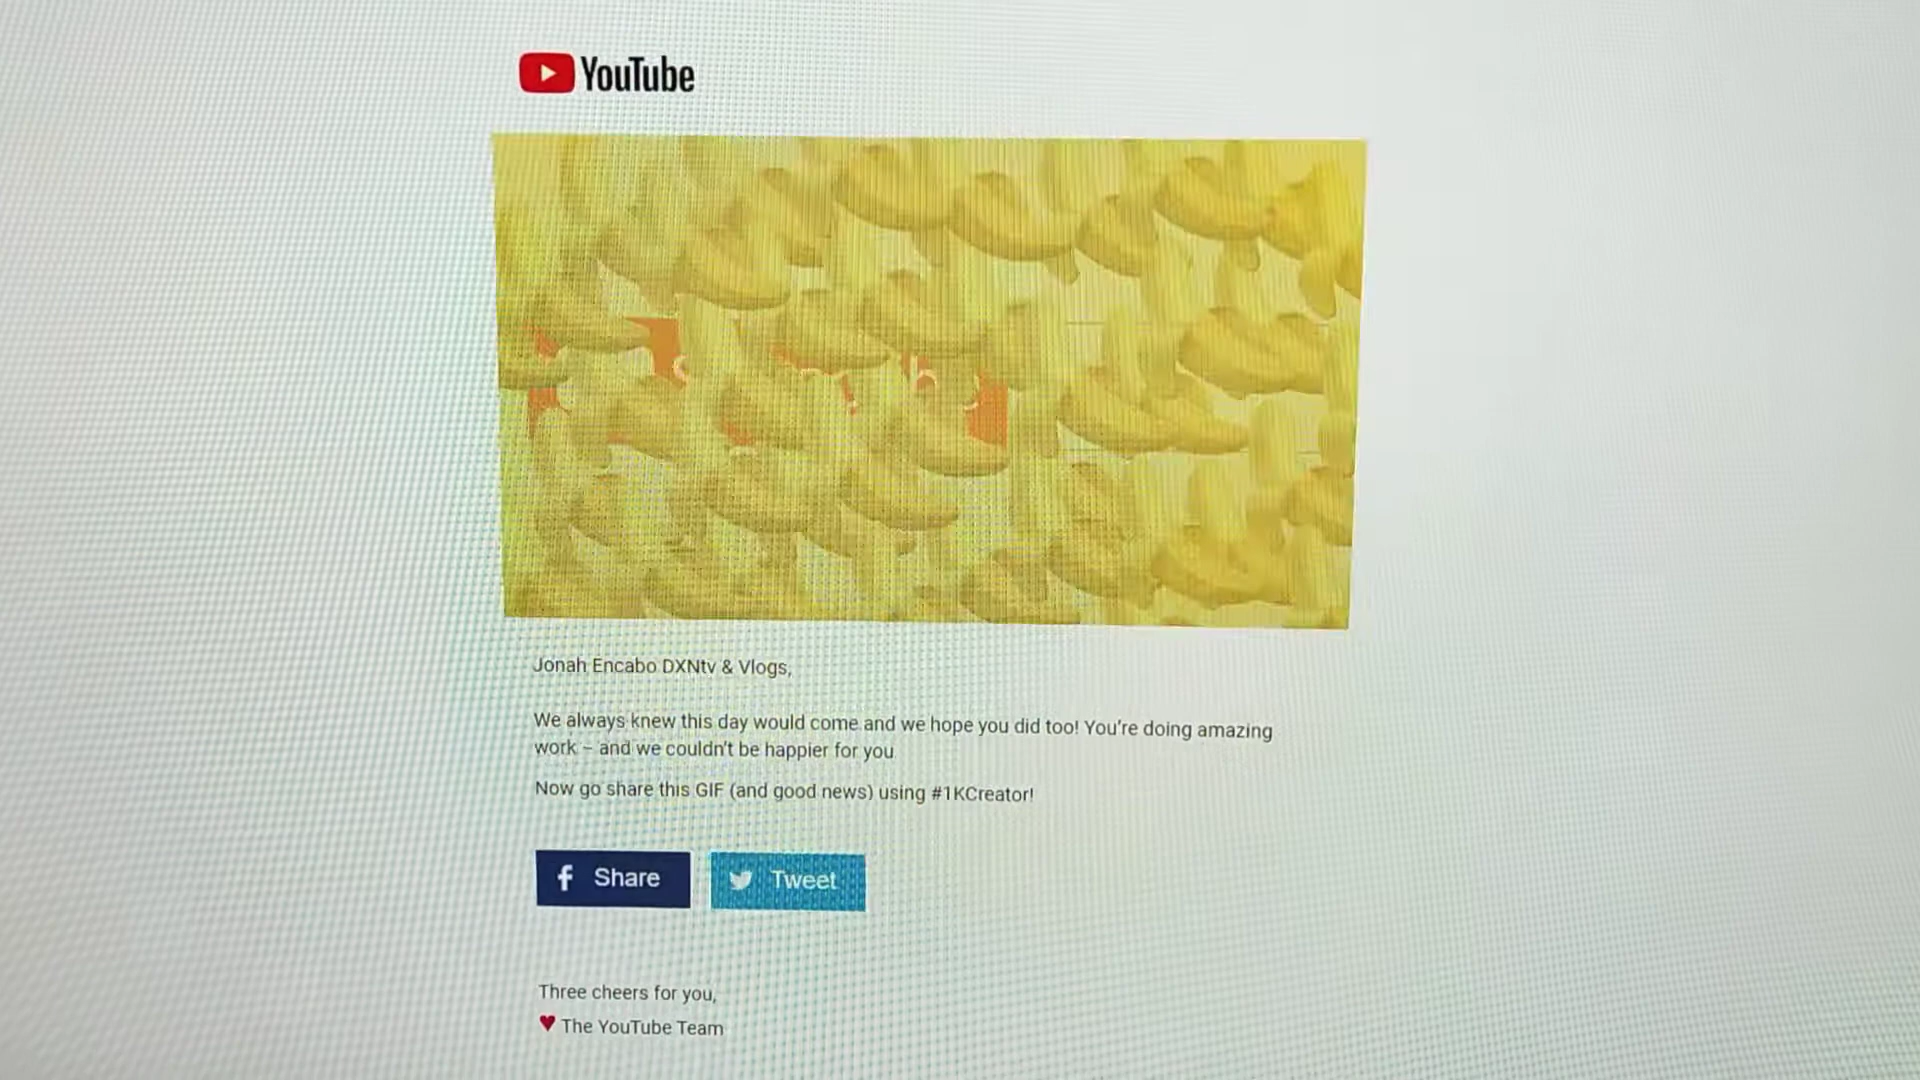 YouTube
Jonah Encabo DXNtv & Vlogs,
We always knew this day would come and we hope you did too! You're doing amazing
work – and we couldn't be happier for you
Now go share this GIF (and good news) using #1KCreator!
Share
Tweet
Three cheers for you,
The YouTube Team